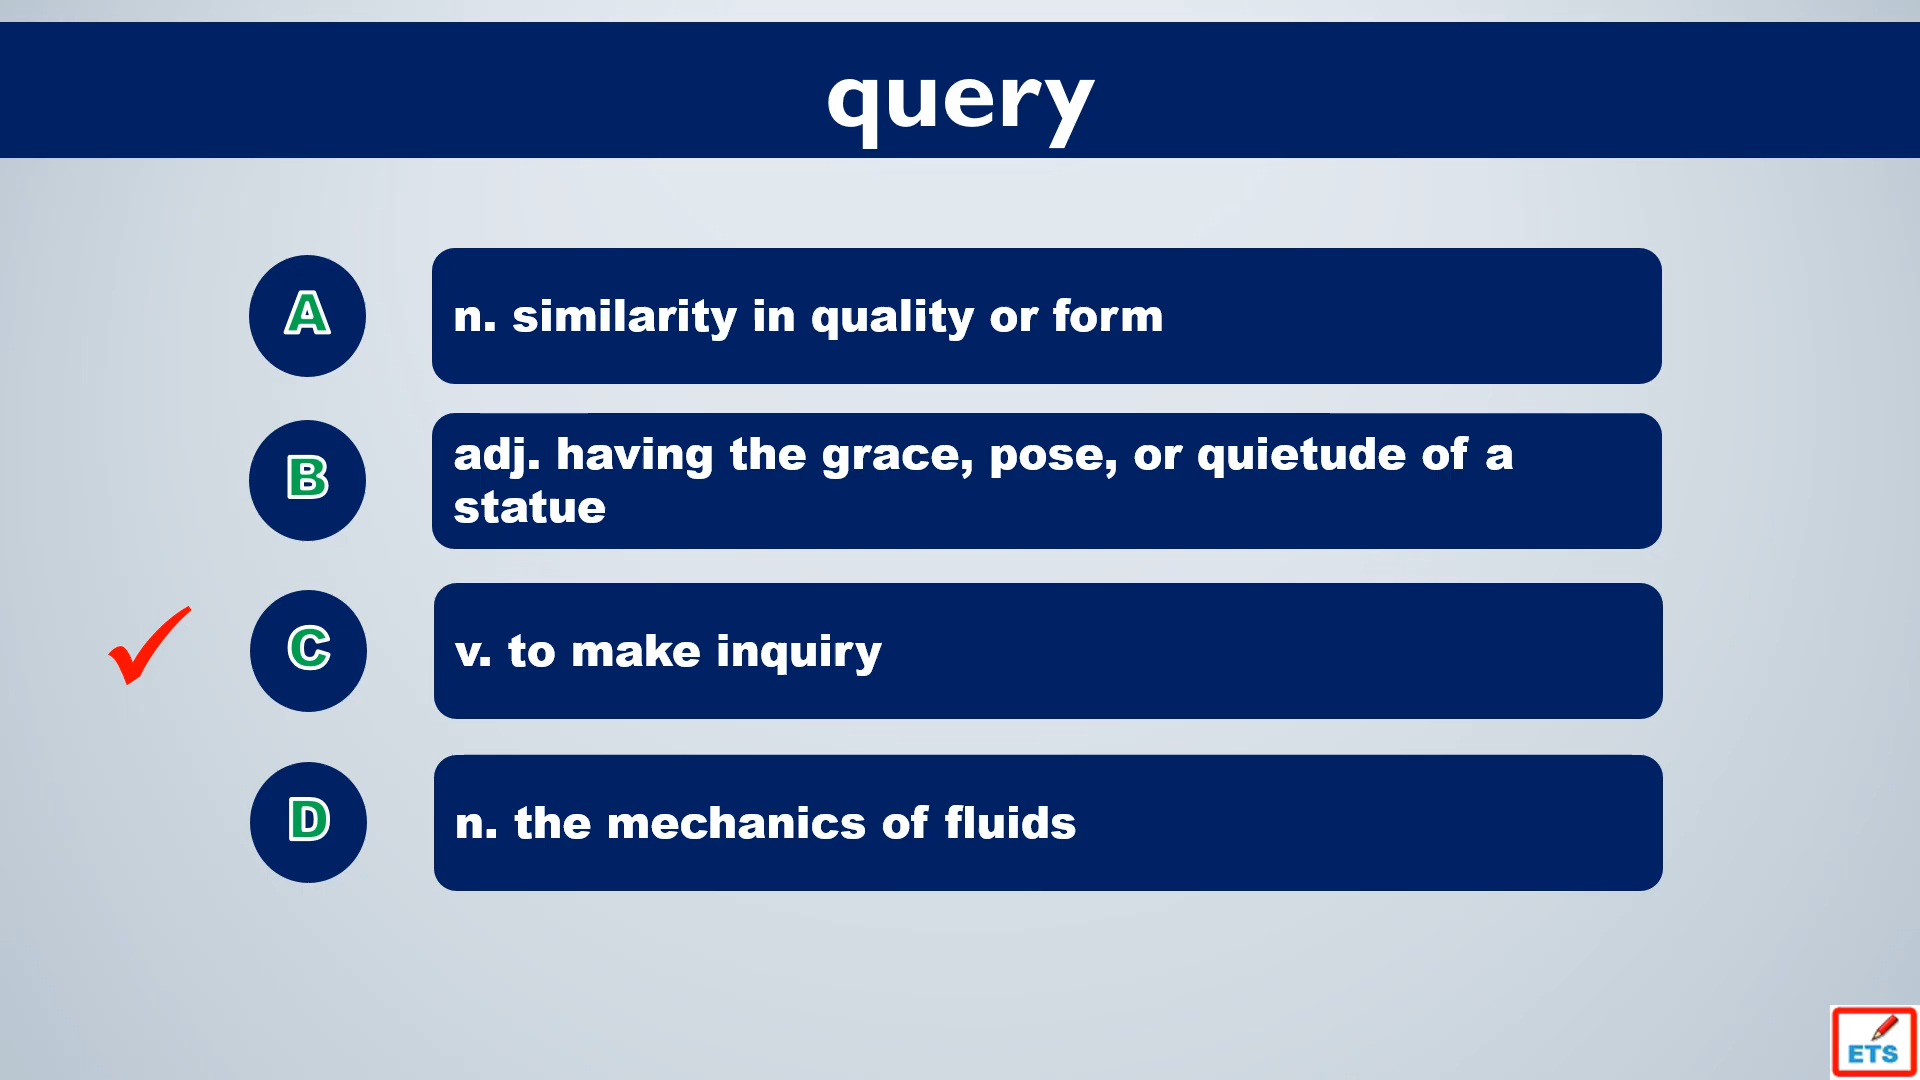 query
A
n. similarity in quality or form
B
adj. having the grace, pose, or quietude of a
statue
C
v. to make inquiry
D
n. the mechanics of fluids
ETS